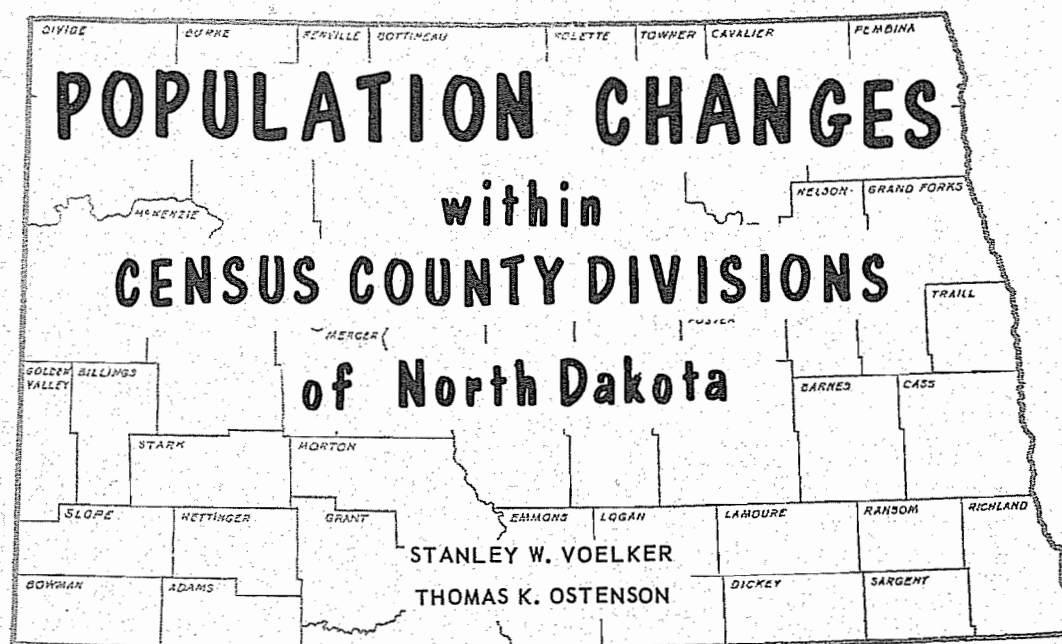 DIVIDE BURKE RENVILLE BOTTINEAU ROLETTE TOWNER CAVALIER PEMBINA
POPULATION CHANGES
within
McKENZIE NELSON GRAND FORKS
CENSUS COUNTY DIVISIONS
TRAILL
MERCER FOSTER
of North Dakota
GOLDEN VALLEY BILLINGS BARNES CASS
STARK MORTON
SLOPE HETTINGER GRANT EMMONS LOGAN LAMOURE RANSOM RICHLAND
STANLEY W. VOELKER
BOWMAN ADAMS DICKEY SARGENT
THOMAS K. OSTENSON